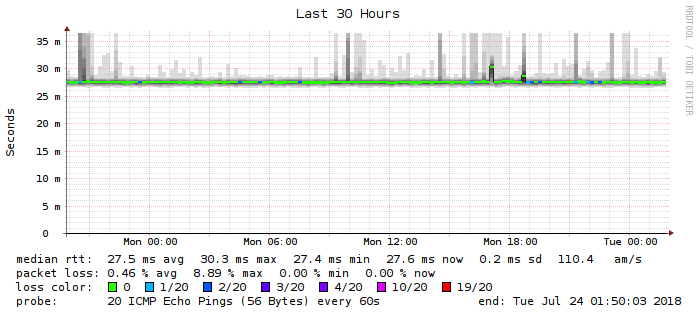 Last 30 Hours
RRDTOOL / TOBI OETIKER
Seconds
35 m
30 m
25 m
20 m
15 m
10 m
5 m
0
Mon 00:00 Mon 06:00 Mon 12:00 Mon 18:00 Tue 00:00
median rtt: 27.5 ms avg 30.3 ms max 27.4 ms min 27.6 ms now 0.2 ms sd 110.4 am/s
packet loss: 0.46 % avg 8.89 % max 0.00 % min 0.00 % now
loss color: 0 1/20 2/20 3/20 4/20 10/20 19/20
probe: 20 ICMP Echo Pings (56 Bytes) every 60s end: Tue Jul 24 01:50:03 2018